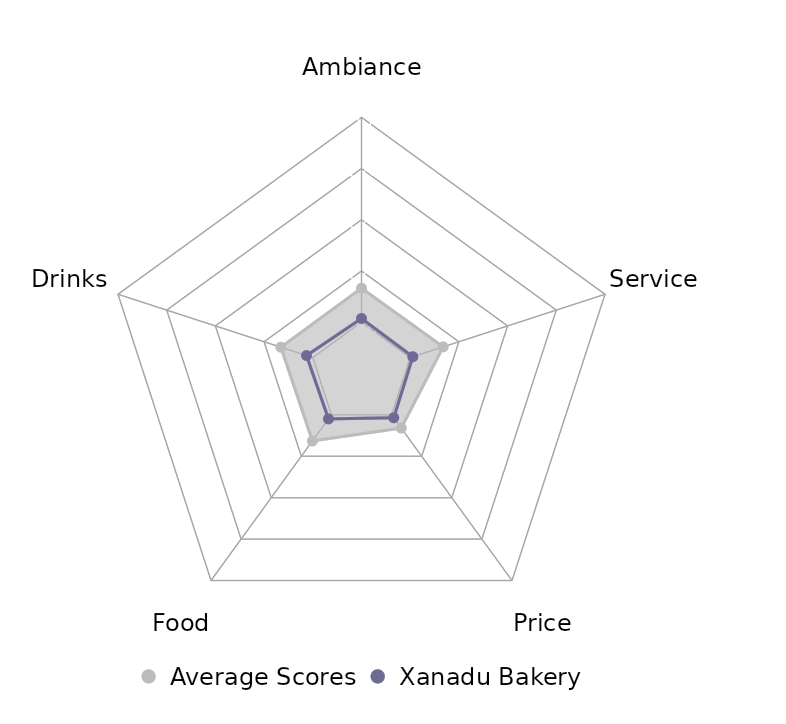 Ambiance
Drinks
Service
Food
Price
Average Scores
Xanadu Bakery